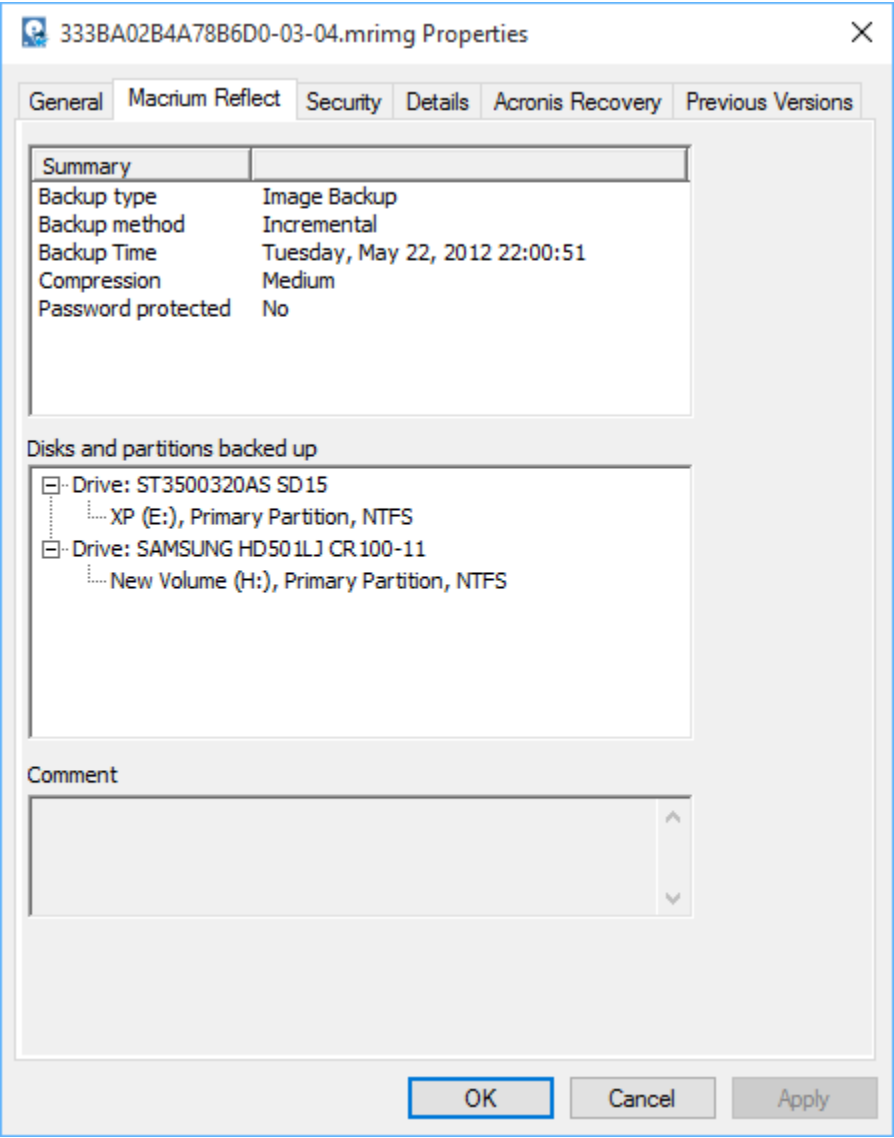 333BA02B4A78B6D0-03-04.mrimg Properties
General Macrium Reflect Security Details Acronis Recovery Previous Versions
Summary
Backup type Image Backup
Backup method Incremental
Backup Time Tuesday, May 22, 2012 22:00:51
Compression Medium
Password protected No
Disks and partitions backed up
Drive: ST3500320AS SD15
XP (E:), Primary Partition, NTFS
Drive: SAMSUNG HD501LJ CR100-11
New Volume (H:), Primary Partition, NTFS
Comment
OK Cancel Apply